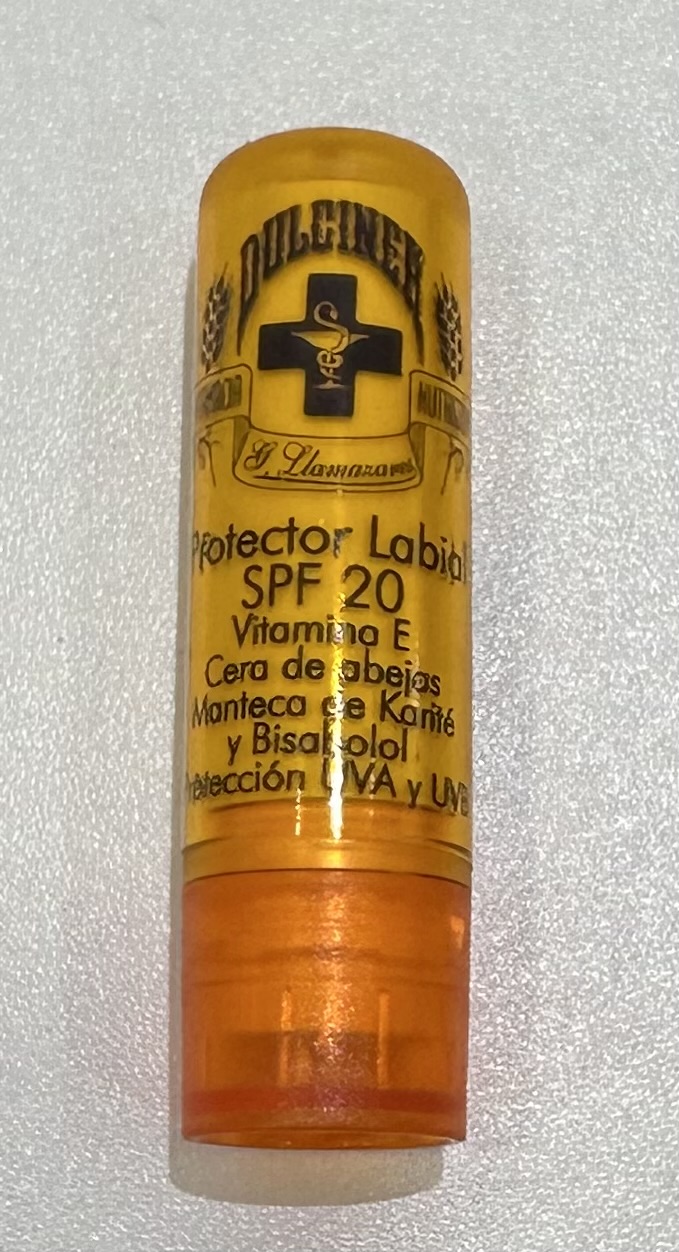 DULCINEA
G. Llamazares
Protector Labial
SPF 20
Vitamina E
Cera de abejas
Manteca de Karité
y Bisabolol
Protección UVA y UVB